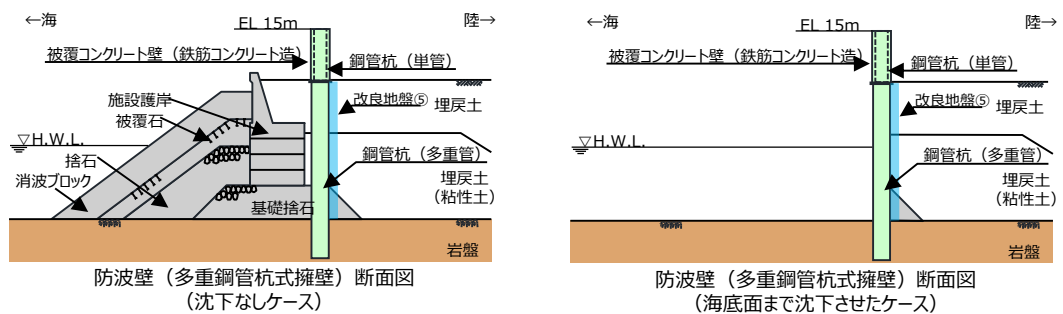 ←海
陸→
EL 15m
被覆コンクリート壁（鉄筋コンクリート造）
鋼管杭（単管）
施設護岸
被覆石
改良地盤⑤
埋戻土
▽H.W.L.
捨石
消波ブロック
鋼管杭（多重管）
埋戻土
（粘性土）
基礎捨石
岩盤
防波壁（多重鋼管杭式擁壁）断面図
（沈下なしケース）
←海
陸→
EL 15m
被覆コンクリート壁（鉄筋コンクリート造）
鋼管杭（単管）
改良地盤⑤
埋戻土
▽H.W.L.
鋼管杭（多重管）
埋戻土
（粘性土）
岩盤
防波壁（多重鋼管杭式擁壁）断面図
（海底面まで沈下させたケース）